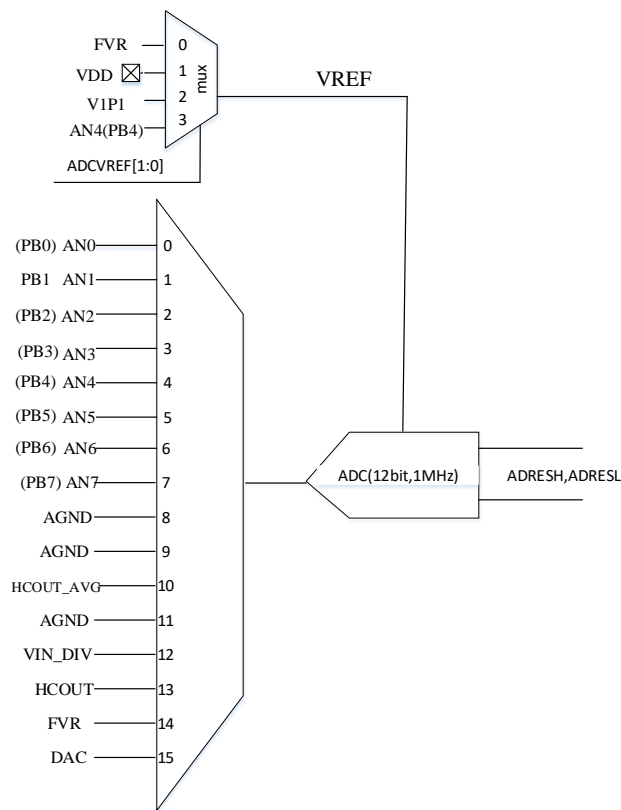 FVR 0
VDD 1
V1P1 2
AN4(PB4) 3
mux
VREF
ADCVREF[1:0]
(PB0) AN0 0
PB1 AN1 1
(PB2) AN2 2
(PB3) AN3 3
(PB4) AN4 4
(PB5) AN5 5
(PB6) AN6 6
(PB7) AN7 7
ADC(12bit,1MHz)
ADRESH,ADRESL
AGND 8
AGND 9
HCOUT_AVG 10
AGND 11
VIN_DIV 12
HCOUT 13
FVR 14
DAC 15